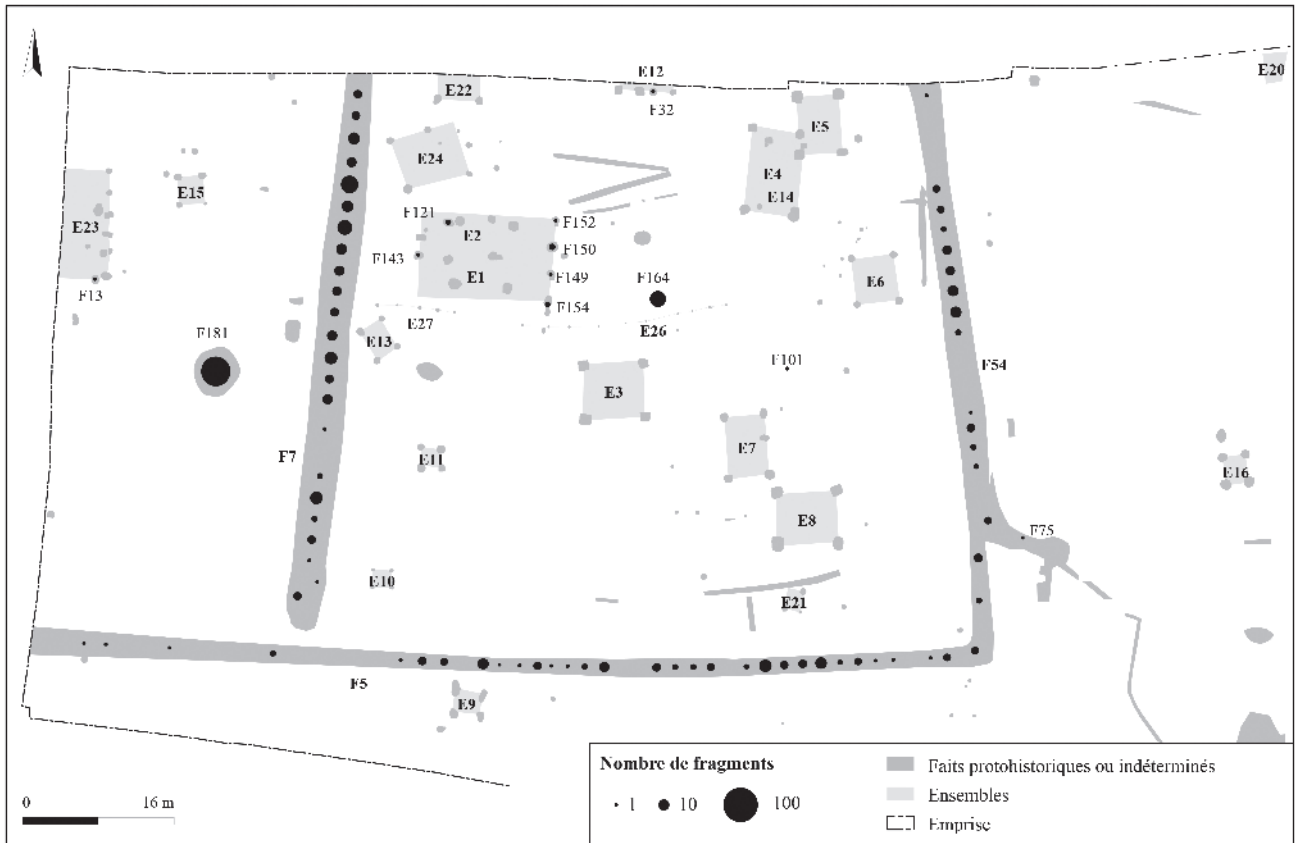 E12
E20
E22
F32
E5
E24
E4
E15
E14
F121
F152
E23
E2
F150
F143
F164
E6
E1
F149
F13
F154
E27
E26
F181
E13
F101
F54
E3
F7
E7
E11
E16
E8
F75
E10
E21
F5
E9
Nombre de fragments
1 10 100
Faits protohistoriques ou indéterminés
Ensembles
Emprise
0 16 m